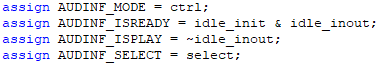 assign AUDINF_MODE = ctrl;
assign AUDINF_ISREADY = idle_init & idle_inout;
assign AUDINF_ISPLAY = ~idle_inout;
assign AUDINF_SELECT = select;